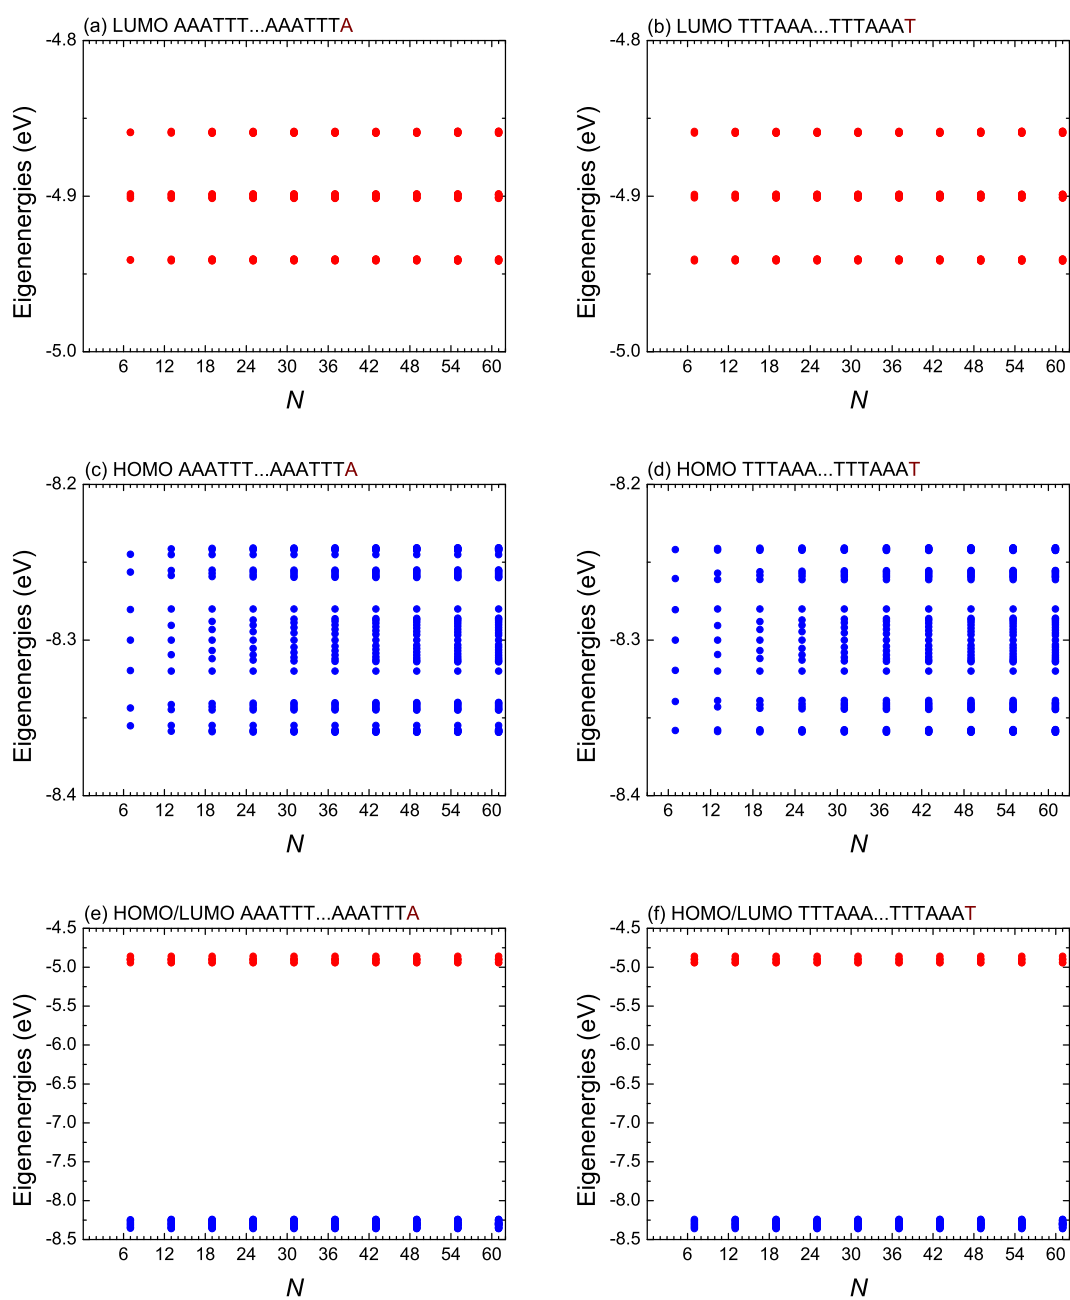 (a) LUMO AAATTT...AAATTTA
-4.8
-4.9
-5.0
Eigenenergies (eV)
6 12 18 24 30 36 42 48 54 60
N
(b) LUMO TTTAAA...TTTAAAT
-4.8
-4.9
-5.0
Eigenenergies (eV)
6 12 18 24 30 36 42 48 54 60
N
(c) HOMO AAATTT...AAATTTA
-8.2
-8.3
-8.4
Eigenenergies (eV)
6 12 18 24 30 36 42 48 54 60
N
(d) HOMO TTTAAA...TTTAAAT
-8.2
-8.3
-8.4
Eigenenergies (eV)
6 12 18 24 30 36 42 48 54 60
N
(e) HOMO/LUMO AAATTT...AAATTTA
-4.5
-5.0
-5.5
-6.0
-6.5
-7.0
-7.5
-8.0
-8.5
Eigenenergies (eV)
6 12 18 24 30 36 42 48 54 60
N
(f) HOMO/LUMO TTTAAA...TTTAAAT
-4.5
-5.0
-5.5
-6.0
-6.5
-7.0
-7.5
-8.0
-8.5
Eigenenergies (eV)
6 12 18 24 30 36 42 48 54 60
N